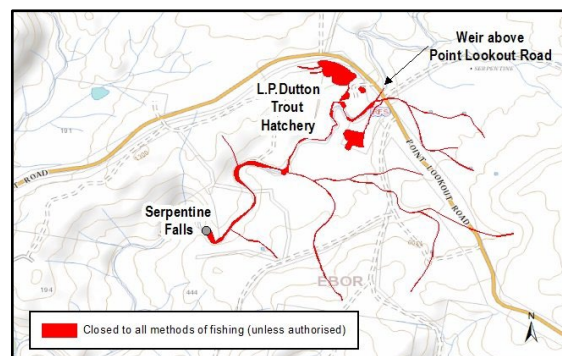 Weir above
Point Lookout Road
SERPENTINE
L.P.Dutton
Trout
Hatchery
POINT LOOKOUT ROAD
ROAD
Serpentine
Falls
EBOR
N
Closed to all methods of fishing (unless authorised)